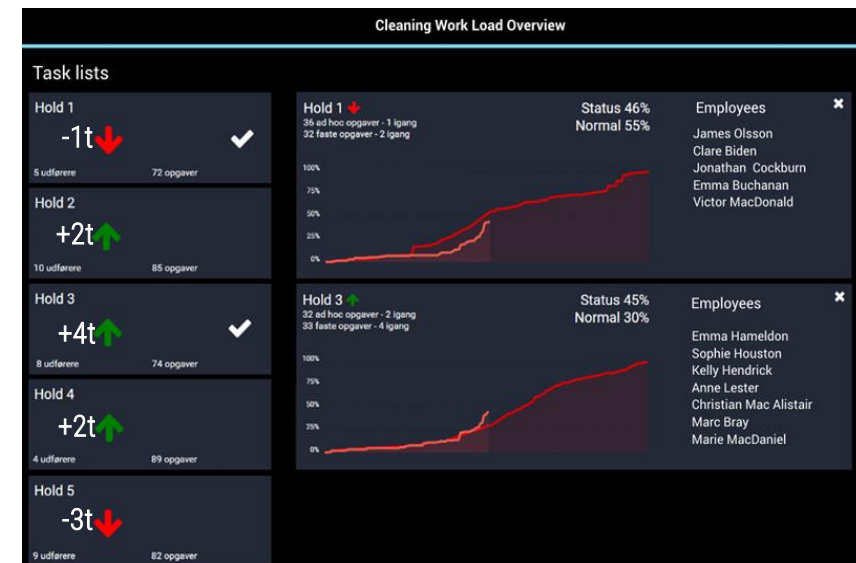 Cleaning Work Load Overview
Task lists
Hold 1
-1t
5 udførere 72 opgaver
Hold 2
+2t
10 udførere 85 opgaver
Hold 3
+4t
8 udførere 74 opgaver
Hold 4
+2t
4 udførere 89 opgaver
Hold 5
-3t
9 udførere 82 opgaver
Hold 1
36 ad hoc opgaver - 1 igang
32 faste opgaver - 2 igang
Status 46%
Normal 55%
100%
75%
50%
25%
0%
Employees
James Olsson
Clare Biden
Jonathan Cockburn
Emma Buchanan
Victor MacDonald
Hold 3
32 ad hoc opgaver - 2 igang
33 faste opgaver - 4 igang
Status 45%
Normal 30%
100%
75%
50%
25%
0%
Employees
Emma Hameldon
Sophie Houston
Kelly Hendrick
Anne Lester
Christian Mac Alistair
Marc Bray
Marie MacDaniel